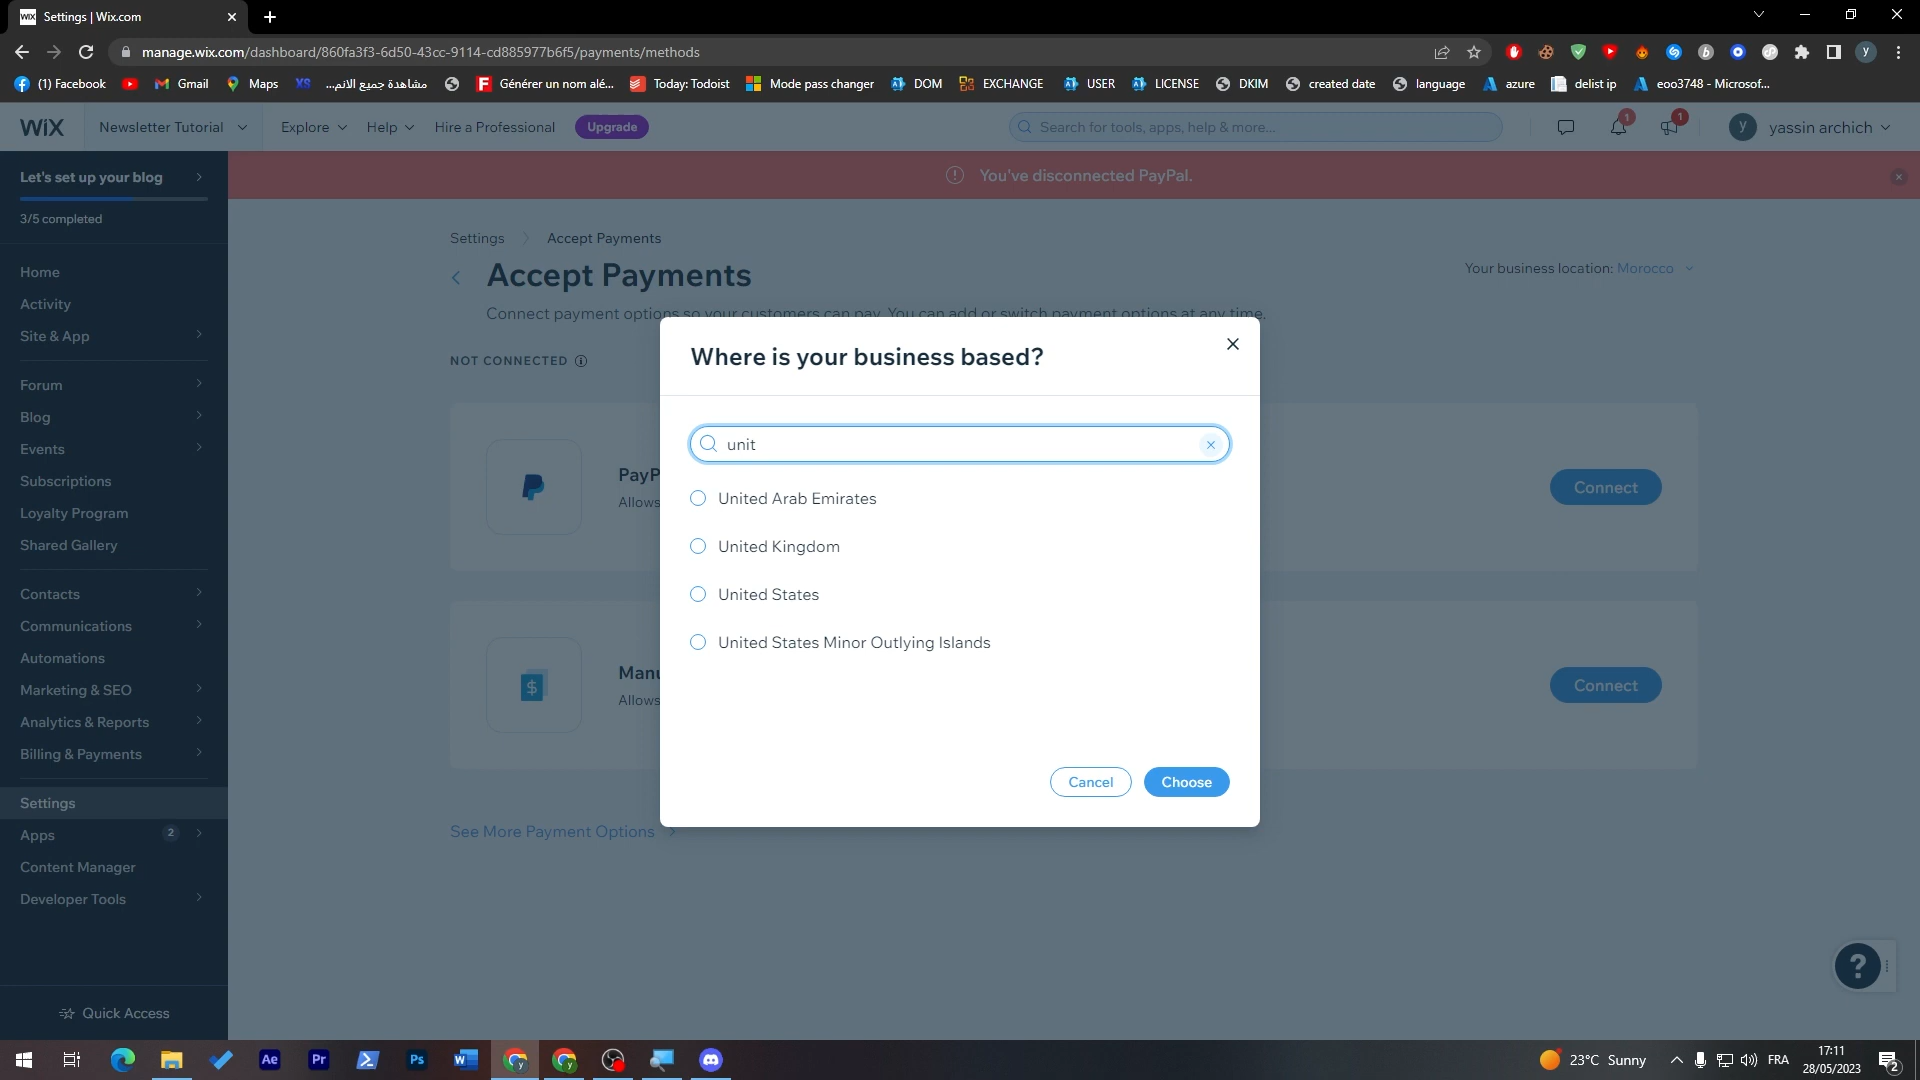 Settings | Wix.com
manage.wix.com/dashboard/860fa3f3-6d50-43cc-9114-cd885977b6f5/payments/methods
(1) Facebook
Gmail
Maps
مشاهدة جميع الانم...
Générer un nom alé...
Today: Todoist
Mode pass changer
DOM
EXCHANGE
USER
LICENSE
DKIM
created date
language
azure
delist ip
eoo3748 - Microsof...
WiX
Newsletter Tutorial
Explore
Help
Hire a Professional
Upgrade
Search for tools, apps, help & more...
1
1
y
yassin archich
Let's set up your blog
3/5 completed
You've disconnected PayPal.
Home
Activity
Site & App
Forum
Blog
Events
Subscriptions
Loyalty Program
Shared Gallery
Contacts
Communications
Automations
Marketing & SEO
Analytics & Reports
Billing & Payments
Settings
Apps 2
Content Manager
Developer Tools
Quick Access
Settings
Accept Payments
Accept Payments
Your business location: Morocco
Connect payment options so your customers can pay. You can add or switch payment options at any time.
NOT CONNECTED
PayP
Allows
Connect
Manu
Allows
Connect
See More Payment Options
Where is your business based?
unit
United Arab Emirates
United Kingdom
United States
United States Minor Outlying Islands
Cancel
Choose
?
Ae
Pr
Ps
23°C Sunny
FRA
17:11
28/05/2023
2